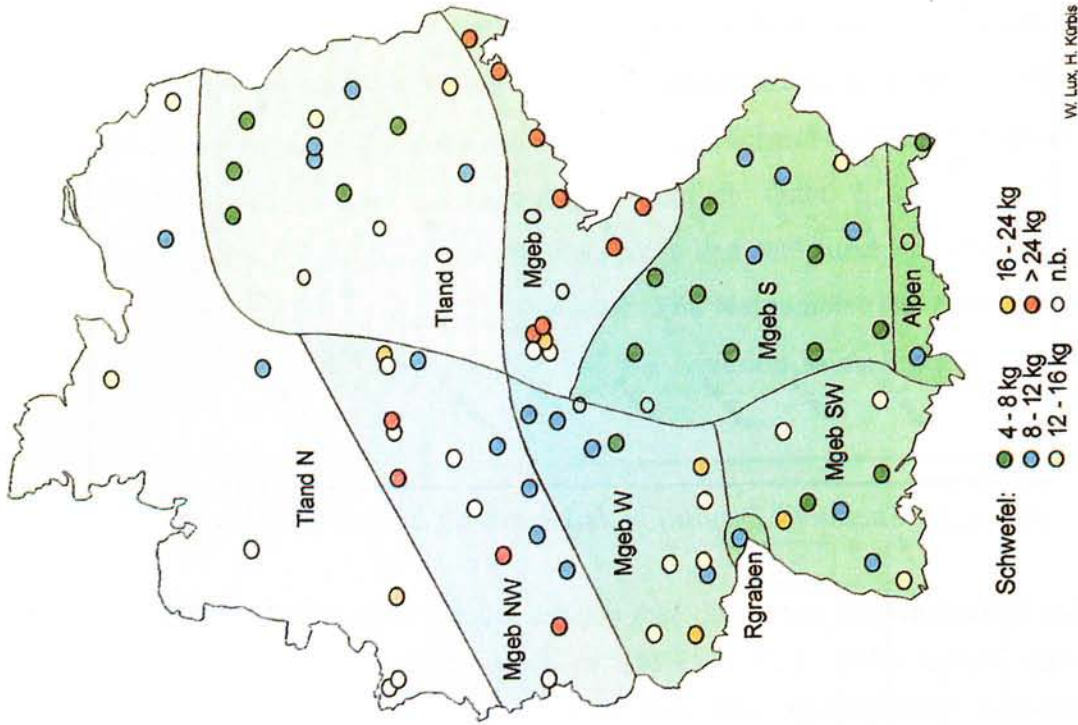 Tland N
Tland O
Mgeb NW
Mgeb O
Mgeb W
Mgeb S
Rgraben
Mgeb SW
Alpen
Schwefel:
4 - 8 kg
8 - 12 kg
12 - 16 kg
16 - 24 kg
> 24 kg
n.b.
W. Lux, H. Kürbis